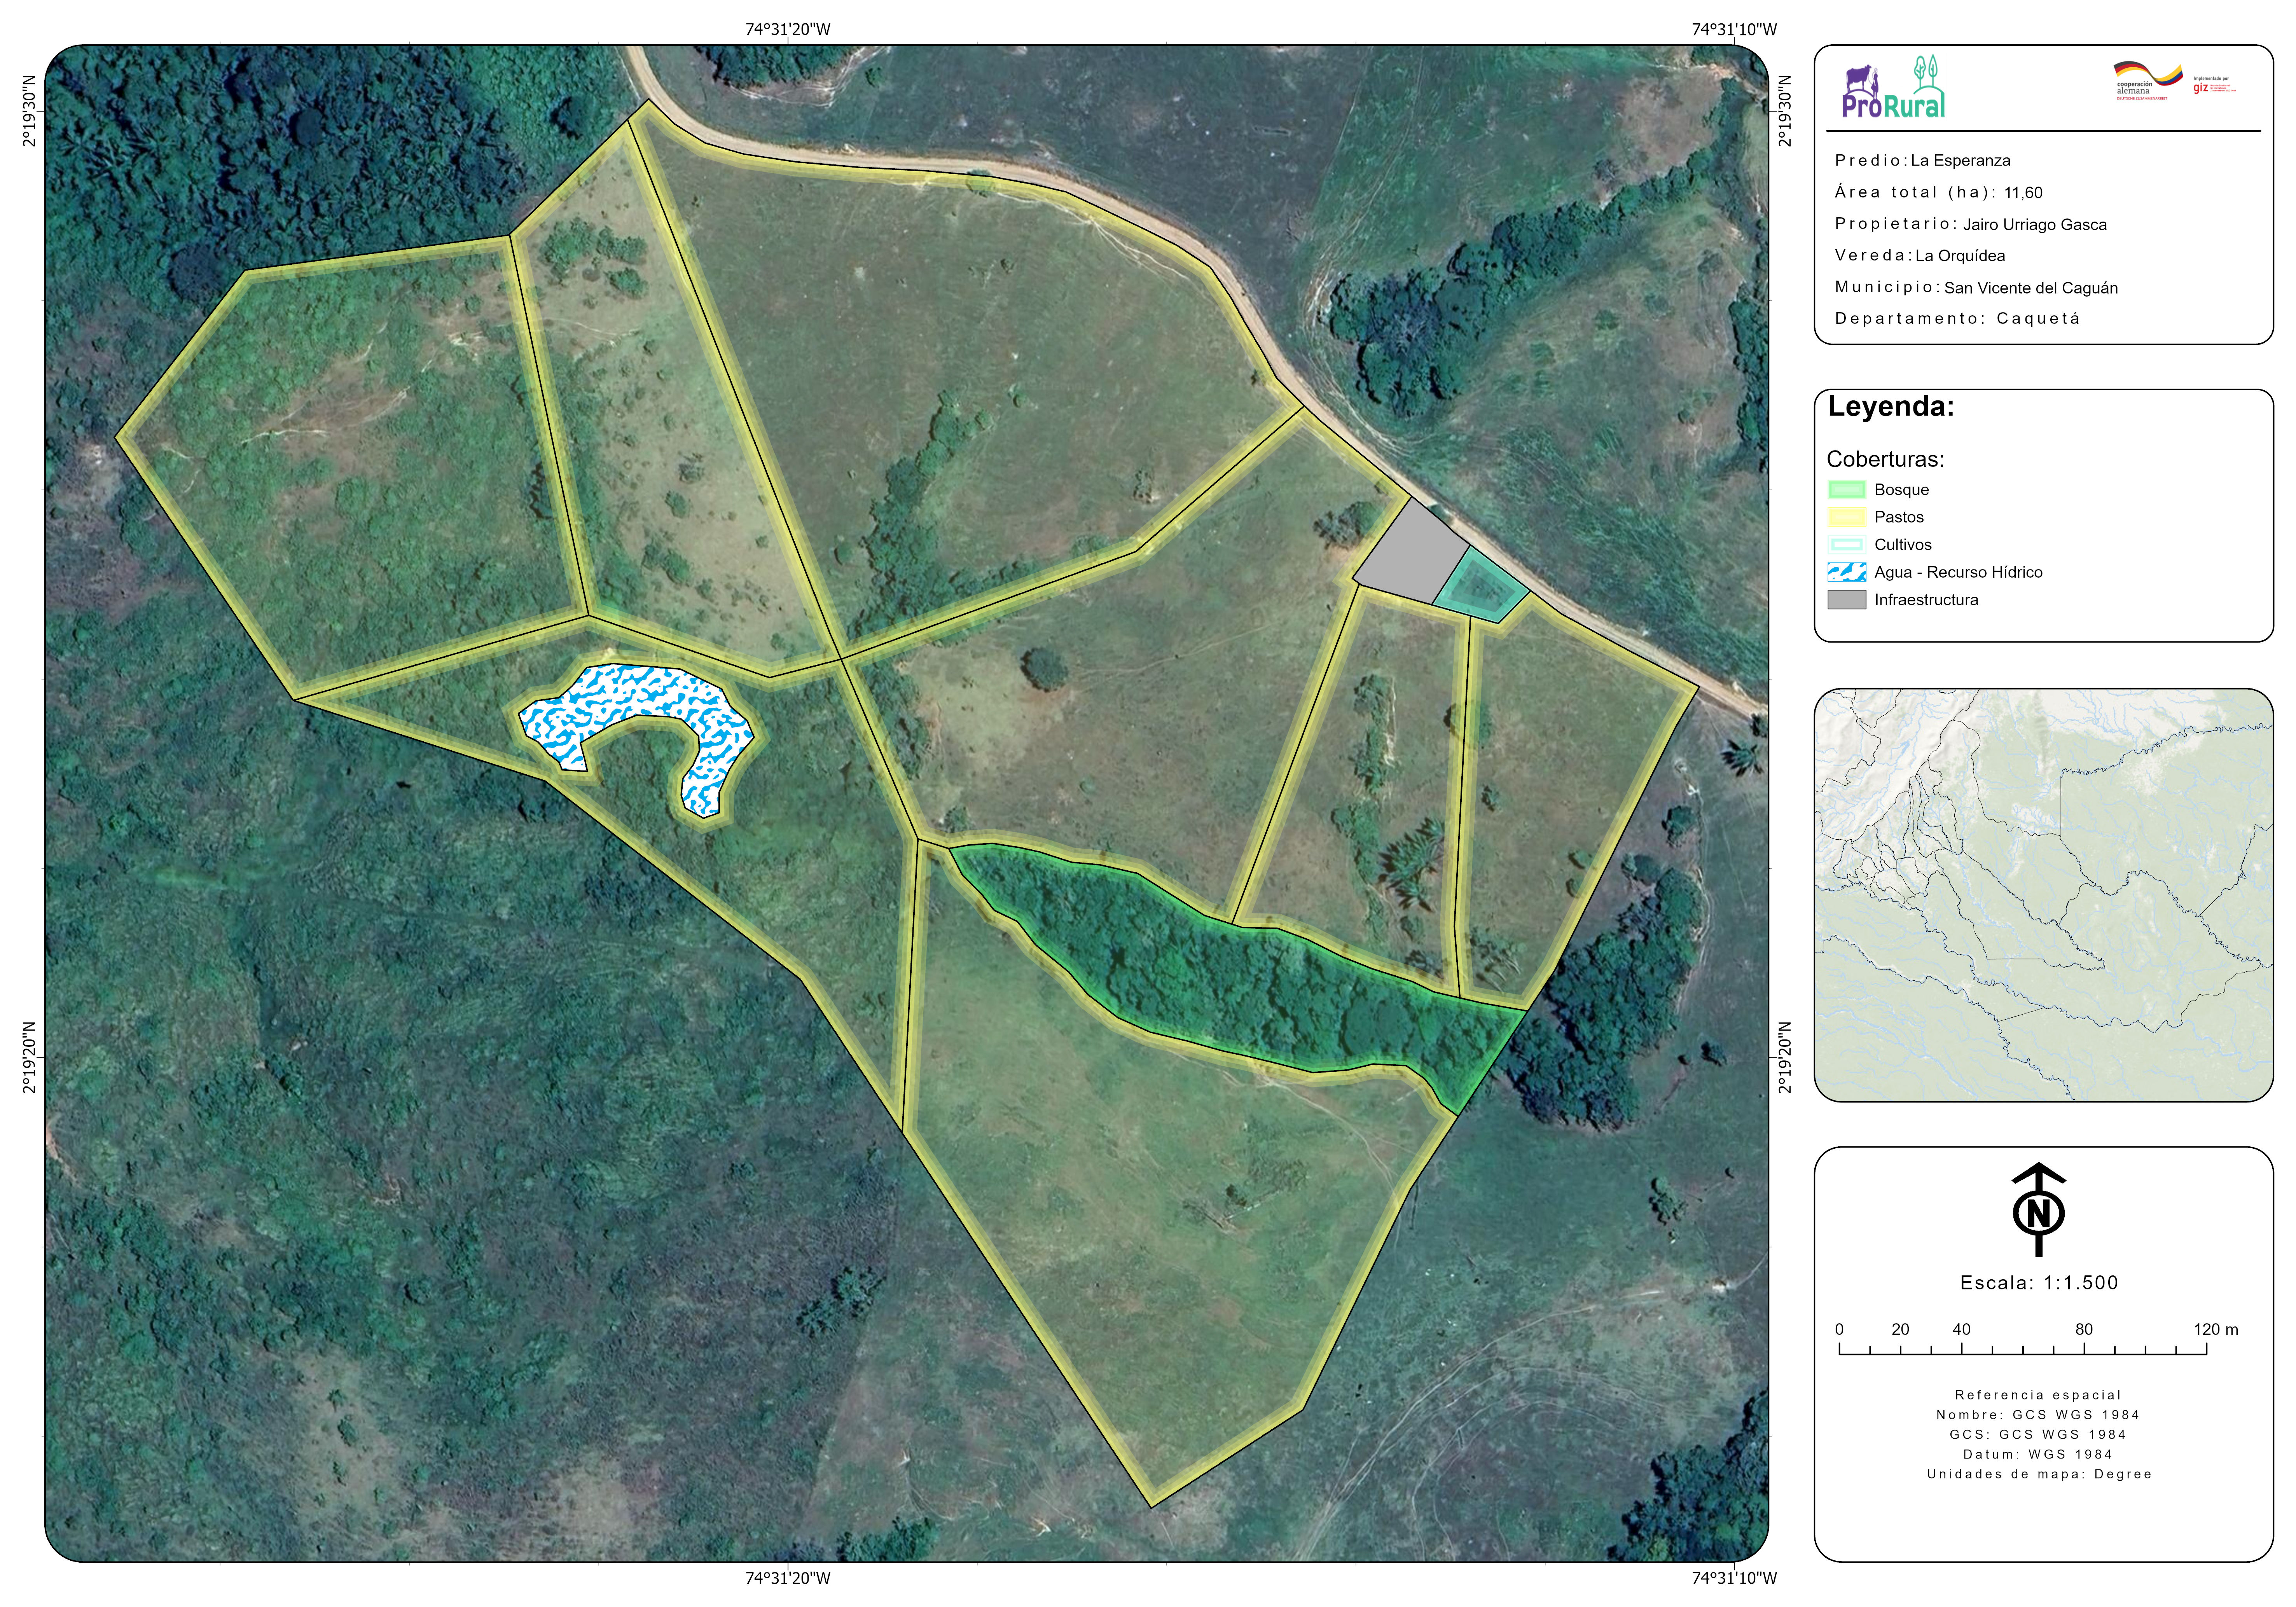 74°31'20"W
74°31'10"W
2°19'30"N
2°19'30"N
2°19'20"N
2°19'20"N
74°31'20"W
74°31'10"W
ProRural
cooperación
alemana
DEUTSCHE ZUSAMMENARBEIT
Implementada por
giz
Predio: La Esperanza
Área total (ha): 11,60
Propietario: Jairo Urriago Gasca
Vereda: La Orquídea
Municipio: San Vicente del Caguán
Departamento: Caquetá
Leyenda:
Coberturas:
Bosque
Pastos
Cultivos
Agua - Recurso Hídrico
Infraestructura
N
Escala: 1:1.500
0 20 40 80 120 m
Referencia espacial
Nombre: GCS WGS 1984
GCS: GCS WGS 1984
Datum: WGS 1984
Unidades de mapa: Degree